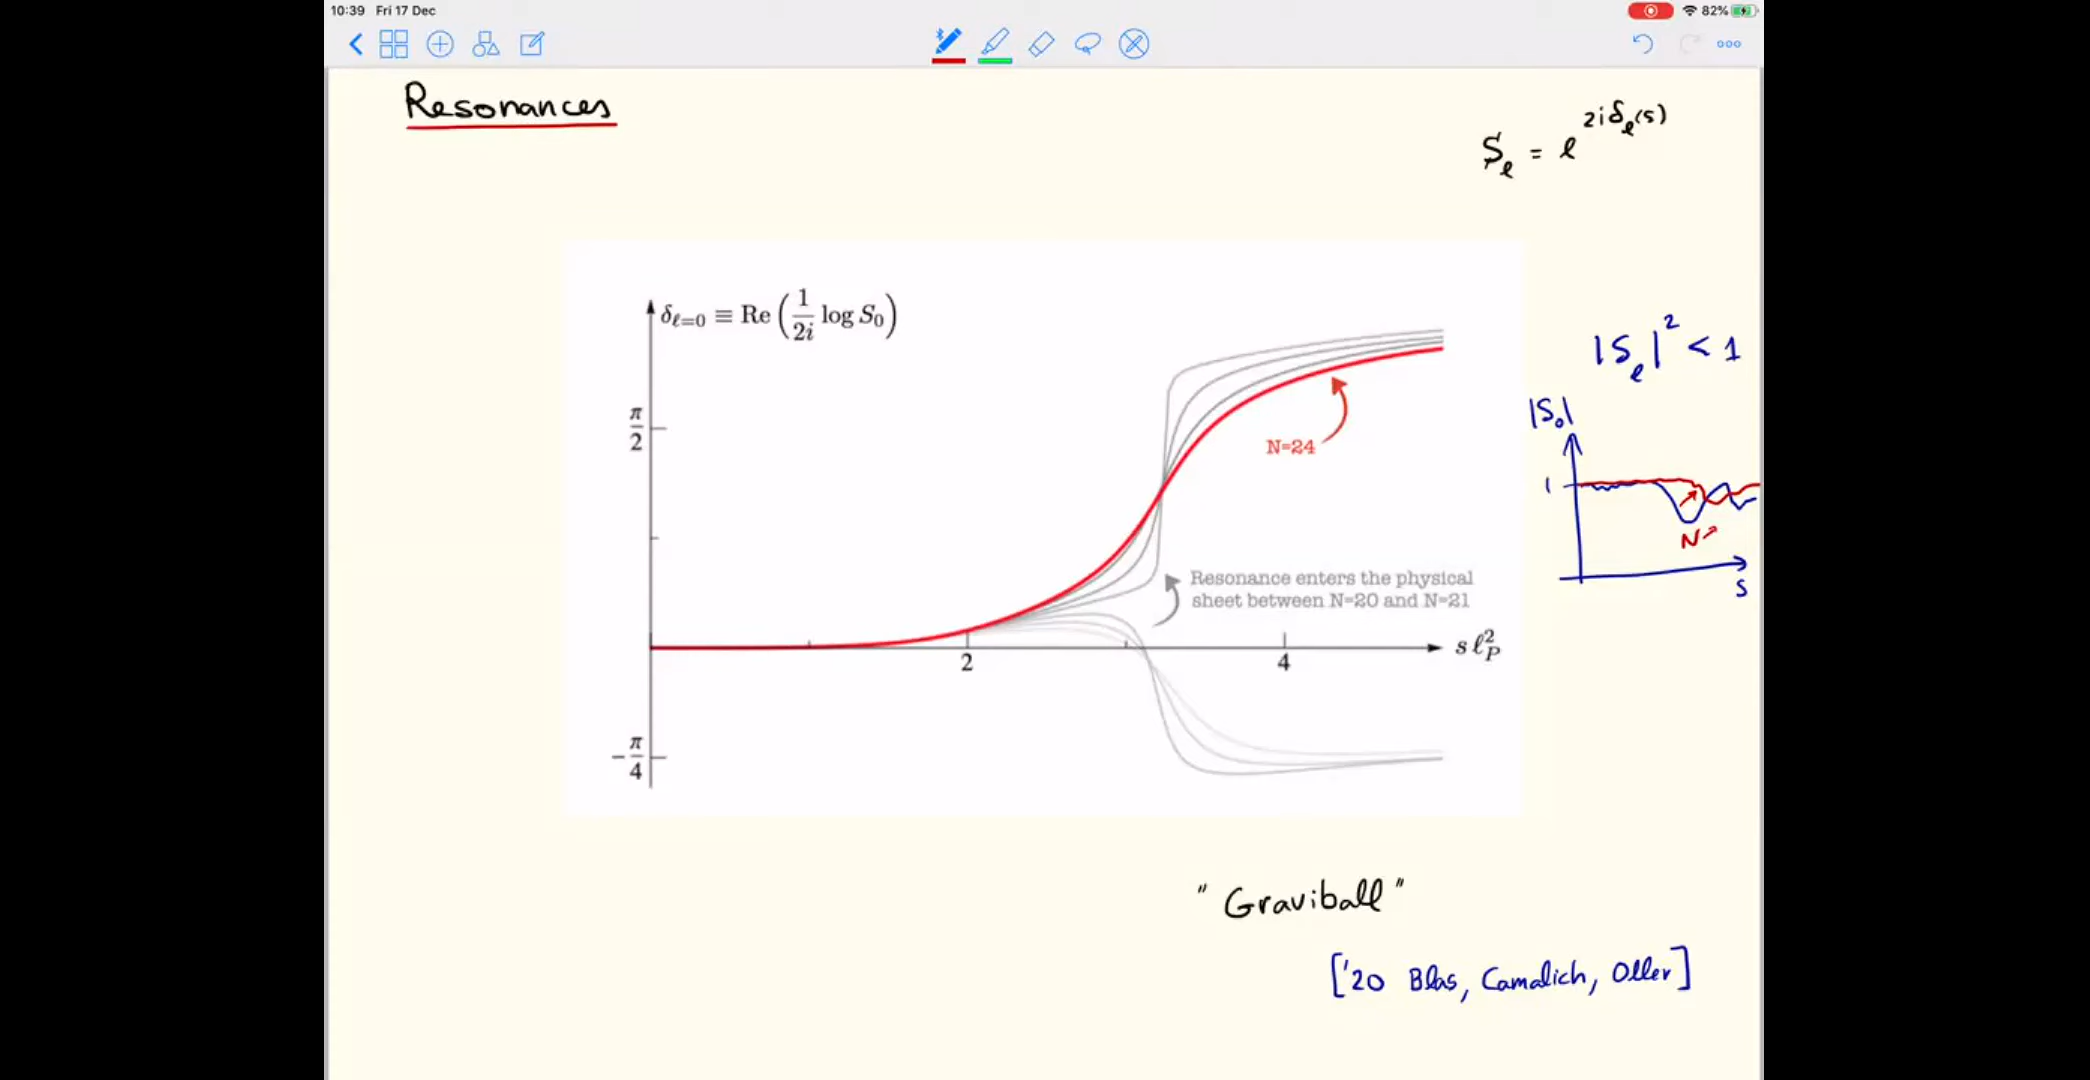 10:39 Fri 17 Dec
82%
Resonances
S_ℓ = e^{2iδ_ℓ(s)}
δ_{ℓ=0} ≡ Re (1/2i log S_0)
|S_ℓ|^2 < 1
|S_0|
π/2
N=24
1
N
Resonance enters the physical
sheet between N=20 and N=21
s
2
4
s ℓ_P^2
-π/4
"Graviball"
['20 Blas, Camalich, Oller]